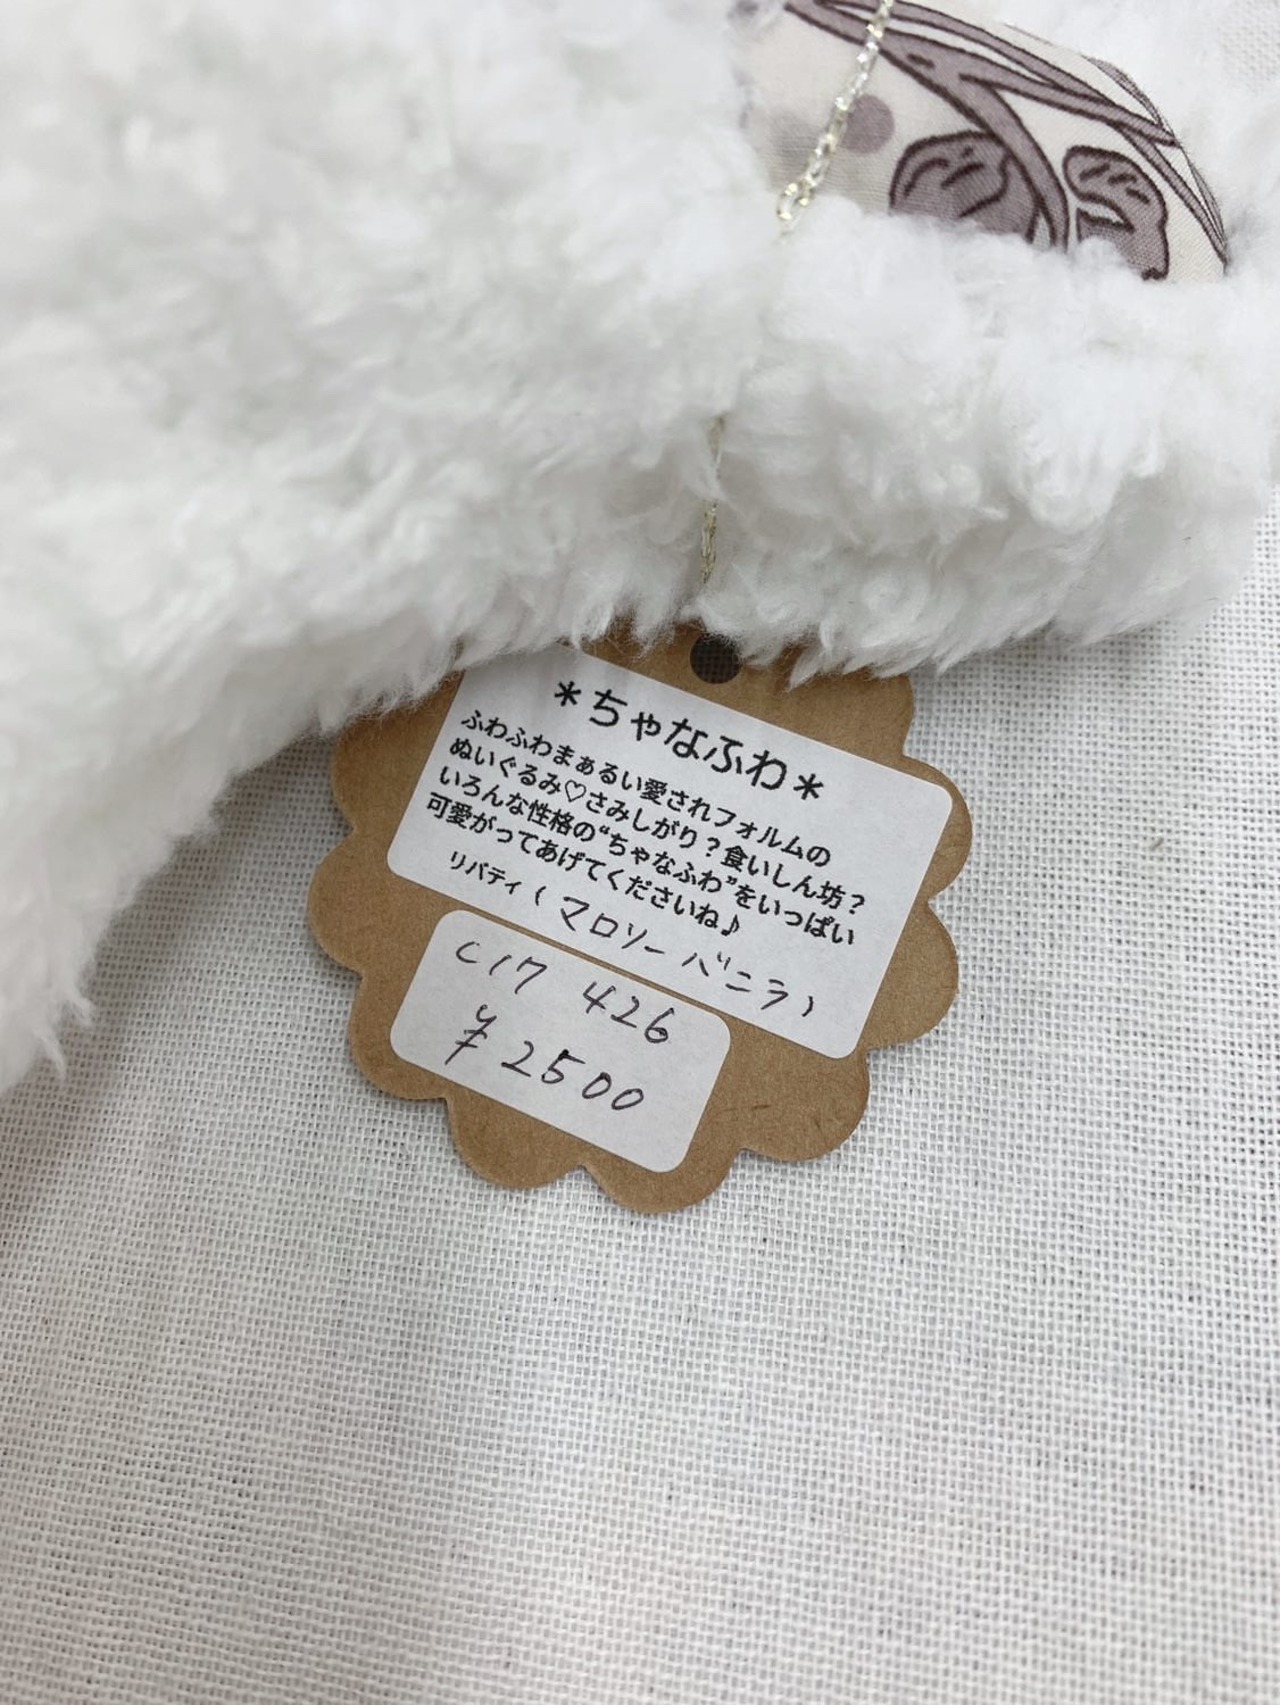 ＊ちゃなふわ＊
ふわふわまぁるい愛されフォルムの
ぬいぐるみ♡さみしがり？食いしん坊？
いろんな性格の“ちゃなふわ”をいっぱい
可愛がってあげてくださいね♪
リバティ（マロリーバニラ）
C17 426
¥2500